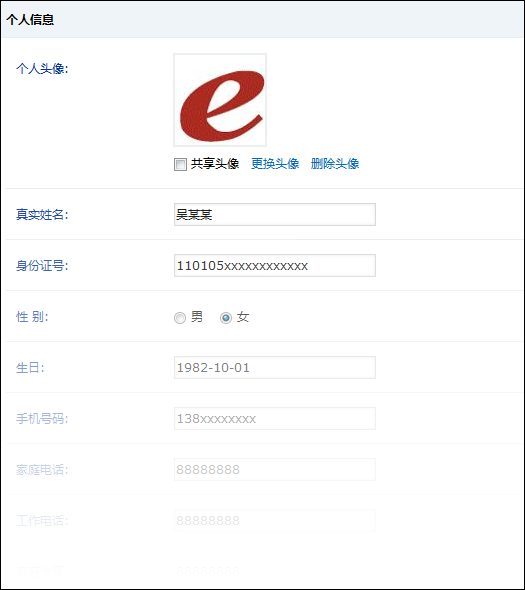 个人信息
个人头像:
e
共享头像 更换头像 删除头像
真实姓名: 吴某某
身份证号: 110105xxxxxxxxxxxx
性 别: 男 女
生日: 1982-10-01
手机号码: 138xxxxxxxx
家庭电话: 88888888
工作电话: 88888888